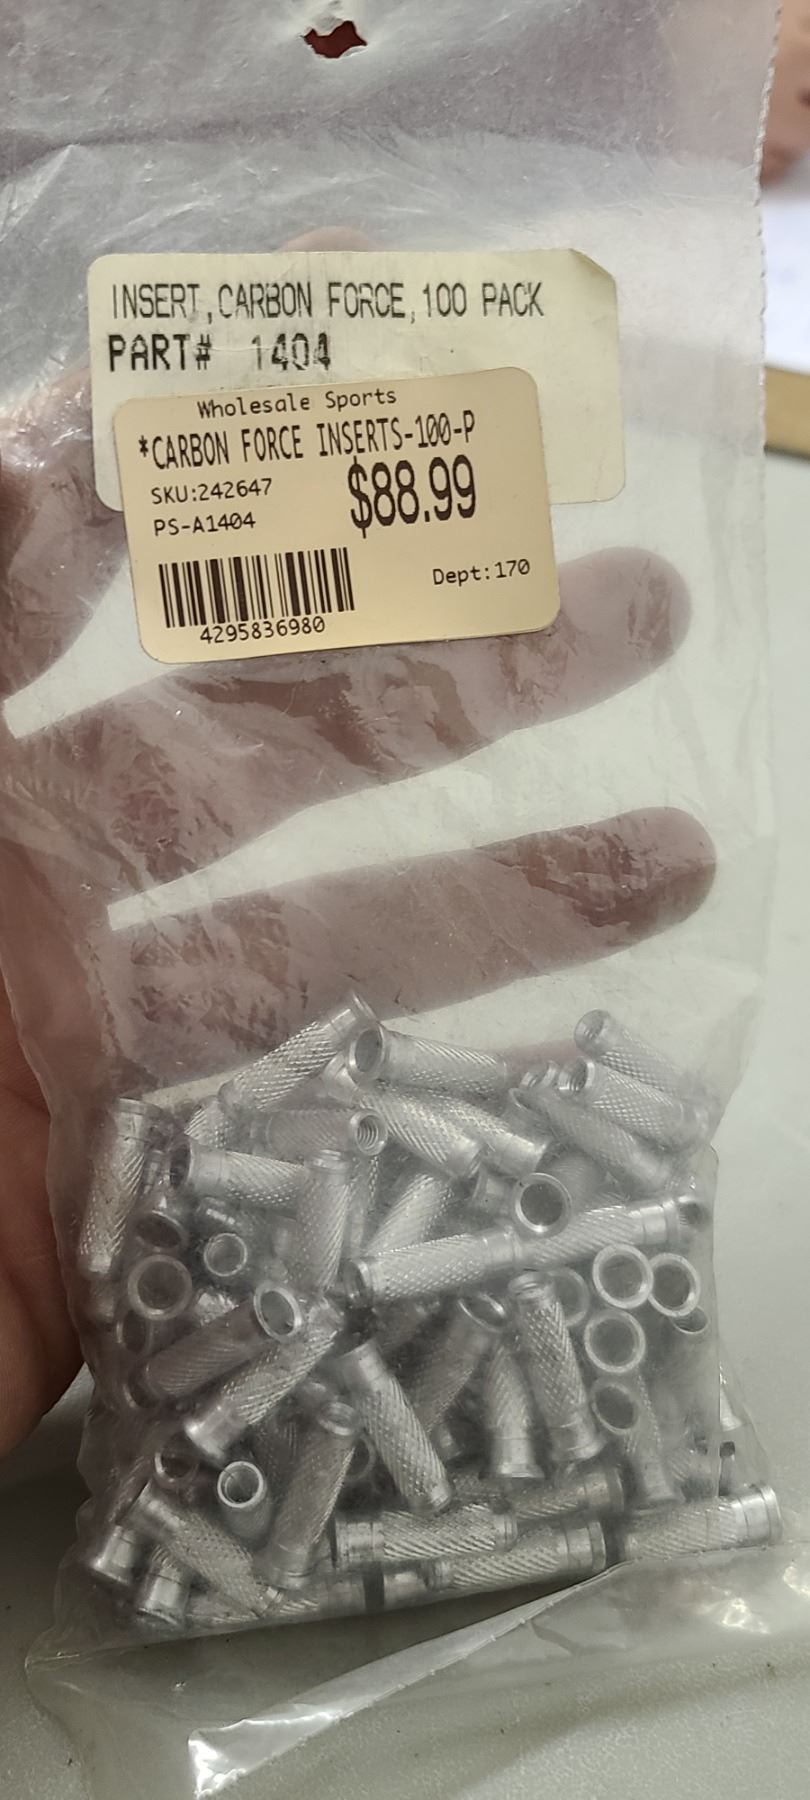 INSERT,CARBON FORCE,100 PACK
PART# 1404
Wholesale Sports
*CARBON FORCE INSERTS-100-P
SKU:242647 $88.99
PS-A1404
Dept:170
4295836980